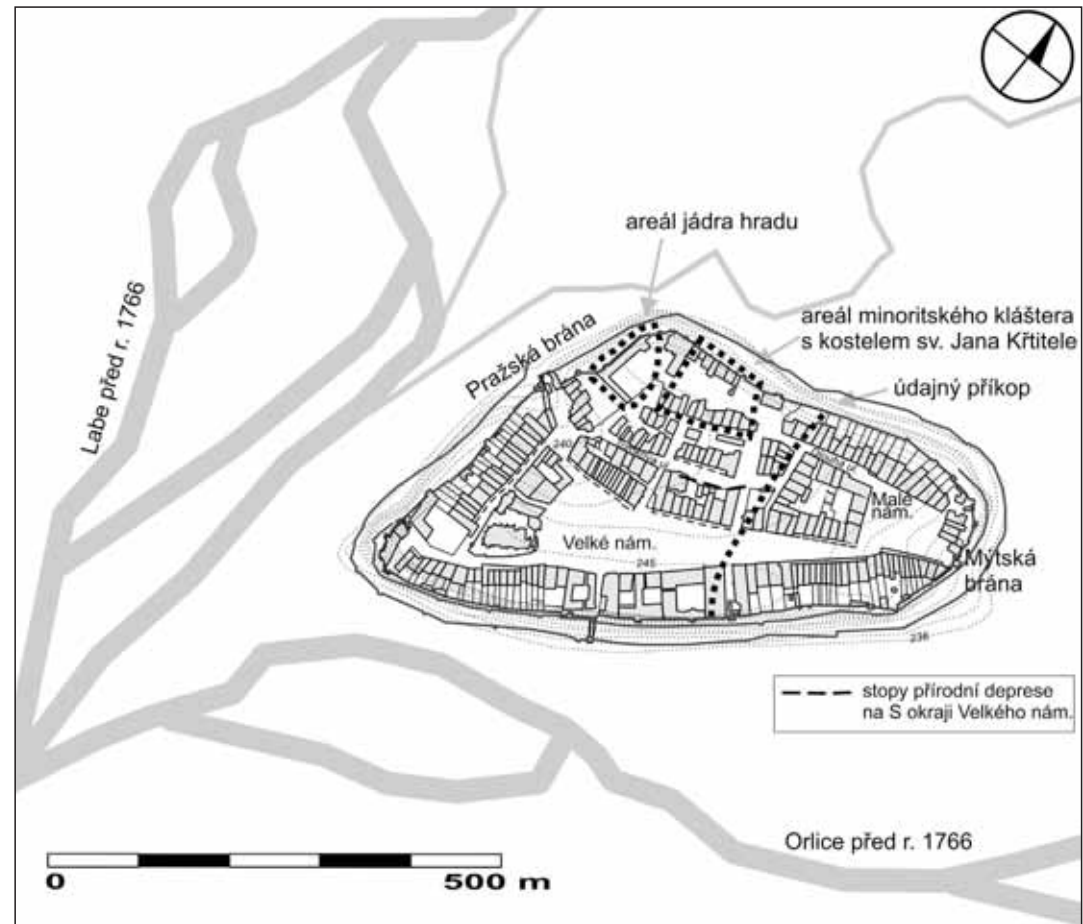 areál jádra hradu
Labe před r. 1766
Pražská brána
areál minoritského kláštera
s kostelem sv. Jana Křtitele
údajný příkop
240
Malé
nám.
Velké nám.
245
Mýtská
brána
236
stopy přírodní deprese
na S okraji Velkého nám.
Orlice před r. 1766
0
500 m